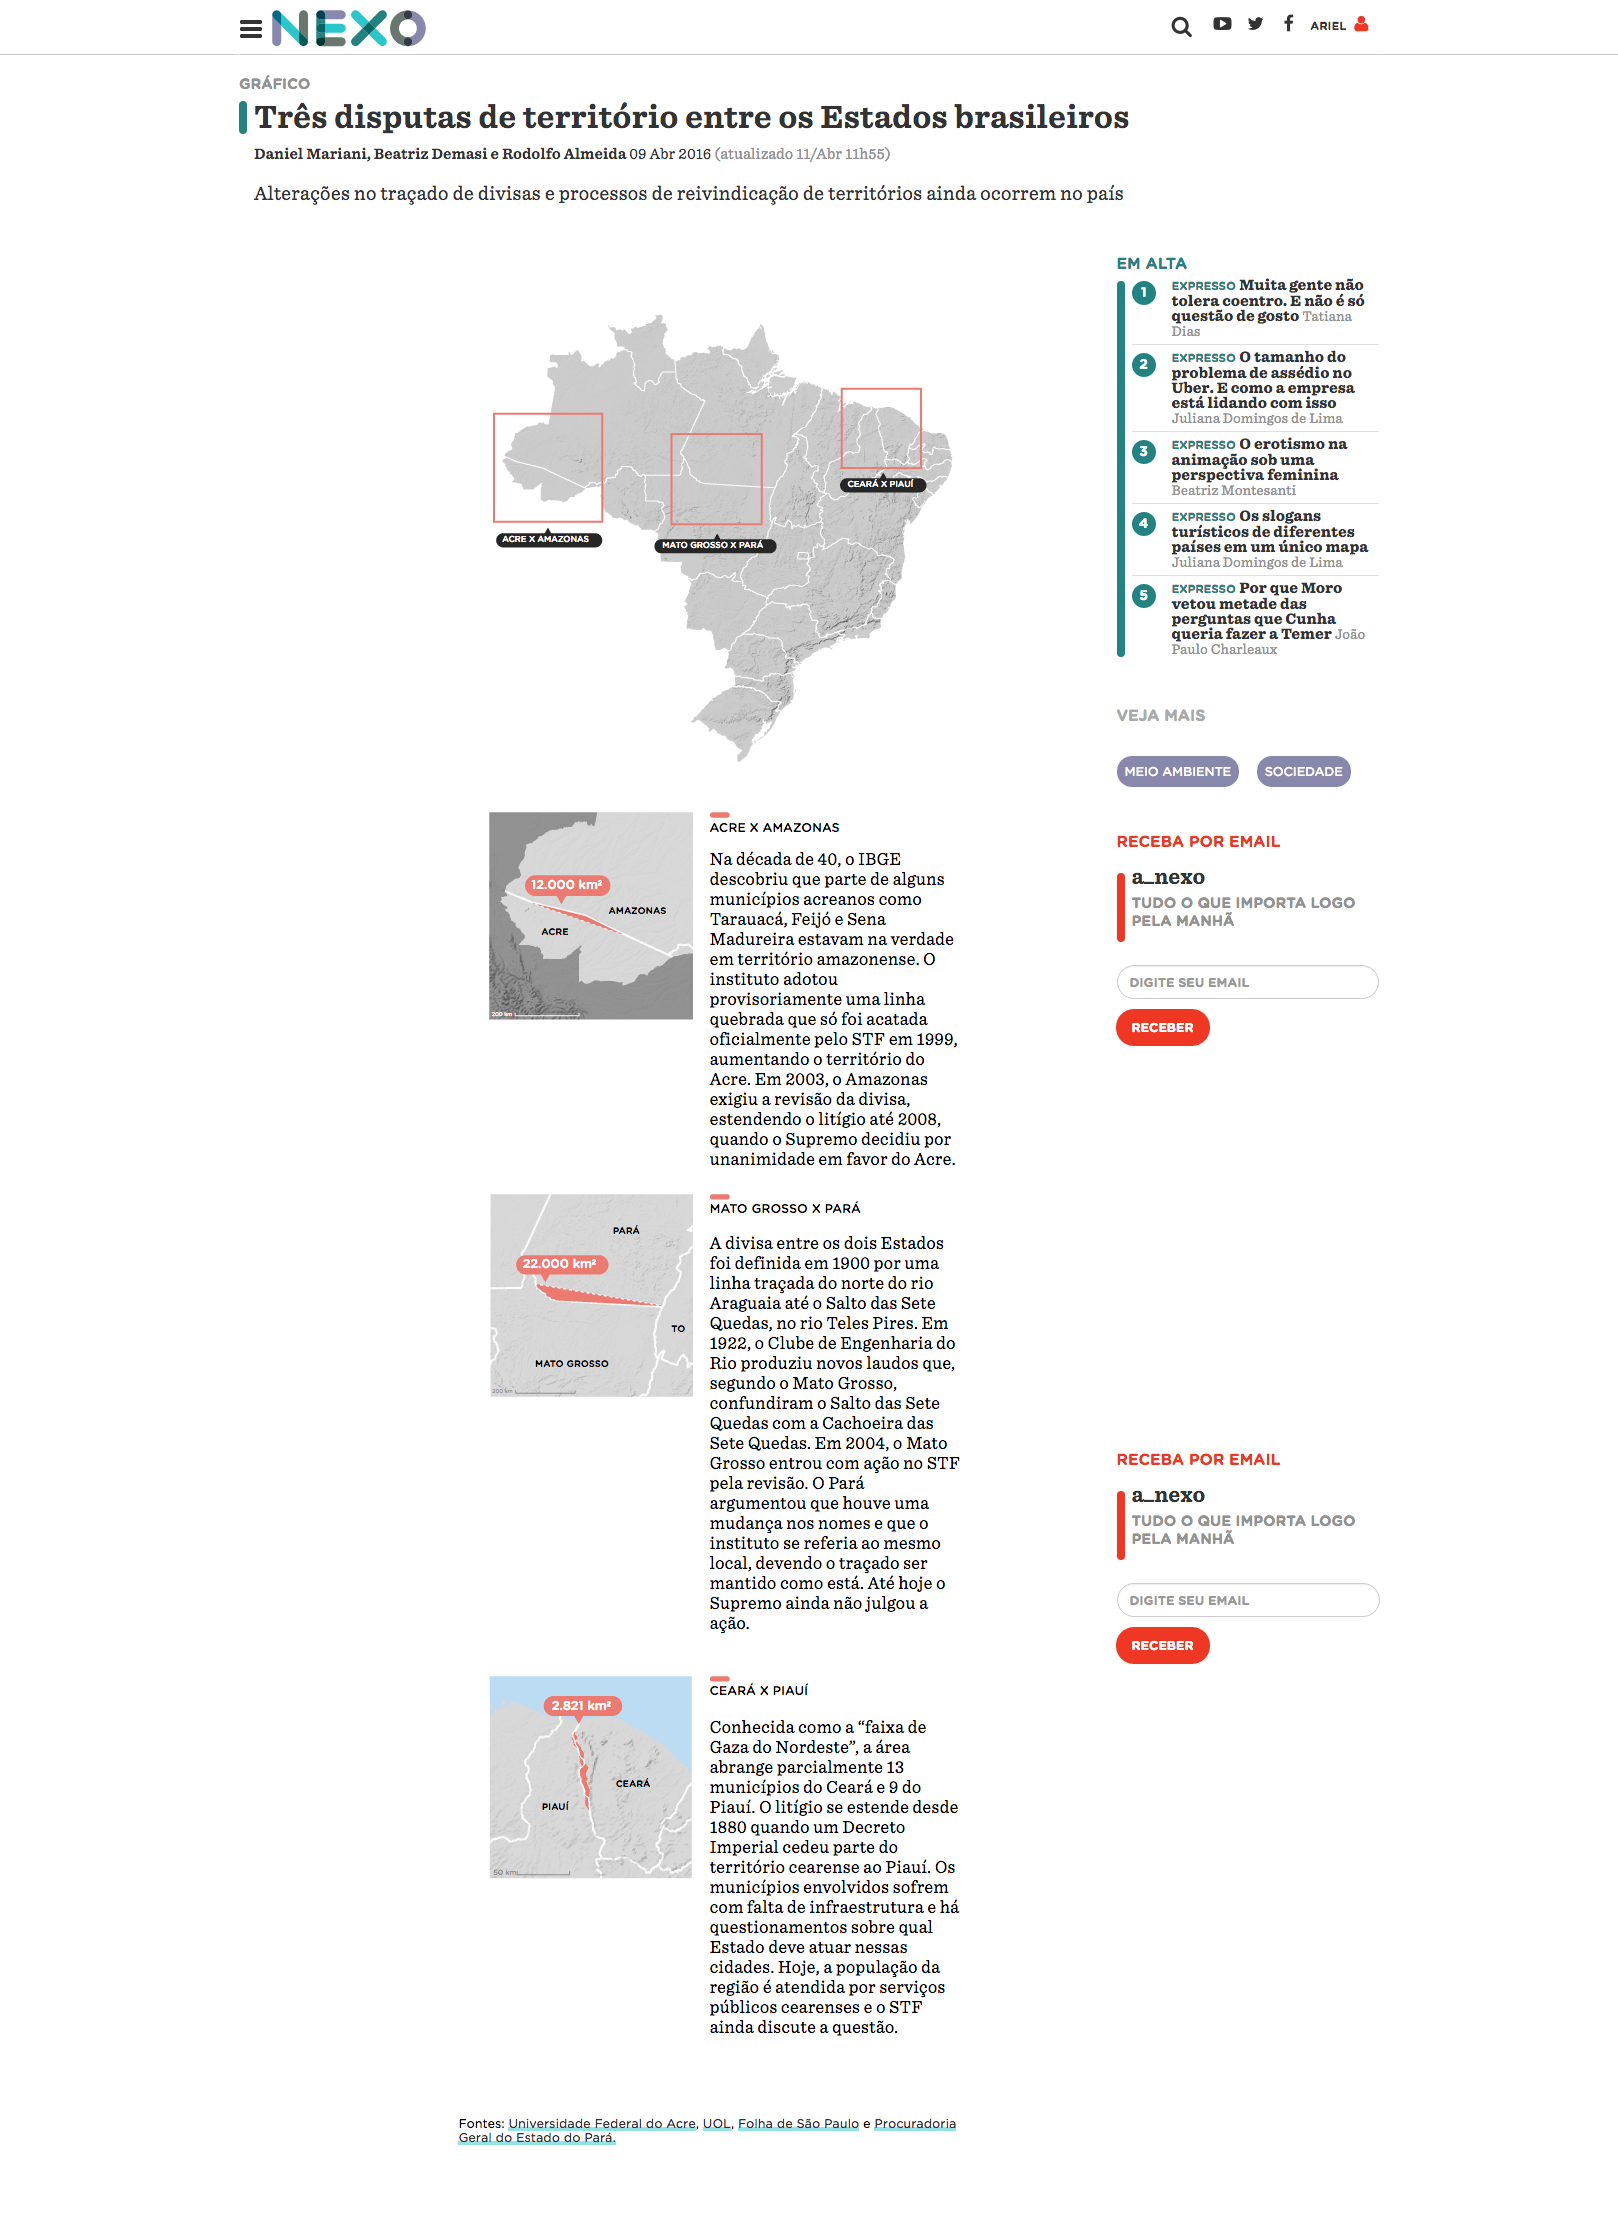 NEXO
ARIEL
GRÁFICO
Três disputas de território entre os Estados brasileiros
Daniel Mariani, Beatriz Demasi e Rodolfo Almeida 09 Abr 2016 (atualizado 11/Abr 11h55)
Alterações no traçado de divisas e processos de reivindicação de territórios ainda ocorrem no país
ACRE X AMAZONAS
MATO GROSSO X PARÁ
CEARÁ X PIAUÍ
12.000 km²
AMAZONAS
ACRE
200 km
ACRE X AMAZONAS
Na década de 40, o IBGE
descobriu que parte de alguns
municípios acreanos como
Tarauacá, Feijó e Sena
Madureira estavam na verdade
em território amazonense. O
instituto adotou
provisoriamente uma linha
quebrada que só foi acatada
oficialmente pelo STF em 1999,
aumentando o território do
Acre. Em 2003, o Amazonas
exigiu a revisão da divisa,
estendendo o litígio até 2008,
quando o Supremo decidiu por
unanimidade em favor do Acre.
PARÁ
22.000 km²
TO
MATO GROSSO
200 km
MATO GROSSO X PARÁ
A divisa entre os dois Estados
foi definida em 1900 por uma
linha traçada do norte do rio
Araguaia até o Salto das Sete
Quedas, no rio Teles Pires. Em
1922, o Clube de Engenharia do
Rio produziu novos laudos que,
segundo o Mato Grosso,
confundiram o Salto das Sete
Quedas com a Cachoeira das
Sete Quedas. Em 2004, o Mato
Grosso entrou com ação no STF
pela revisão. O Pará
argumentou que houve uma
mudança nos nomes e que o
instituto se referia ao mesmo
local, devendo o traçado ser
mantido como está. Até hoje o
Supremo ainda não julgou a
ação.
2.821 km²
CEARÁ
PIAUÍ
50 km
CEARÁ X PIAUÍ
Conhecida como a “faixa de
Gaza do Nordeste”, a área
abrange parcialmente 13
municípios do Ceará e 9 do
Piauí. O litígio se estende desde
1880 quando um Decreto
Imperial cedeu parte do
território cearense ao Piauí. Os
municípios envolvidos sofrem
com falta de infraestrutura e há
questionamentos sobre qual
Estado deve atuar nessas
cidades. Hoje, a população da
região é atendida por serviços
públicos cearenses e o STF
ainda discute a questão.
Fontes: Universidade Federal do Acre, UOL, Folha de São Paulo e Procuradoria
Geral do Estado do Pará.
EM ALTA
1
EXPRESSO Muita gente não
tolera coentro. E não é só
questão de gosto Tatiana
Dias
2
EXPRESSO O tamanho do
problema de assédio no
Uber. E como a empresa
está lidando com isso
Juliana Domingos de Lima
3
EXPRESSO O erotismo na
animação sob uma
perspectiva feminina
Beatriz Montesanti
4
EXPRESSO Os slogans
turísticos de diferentes
países em um único mapa
Juliana Domingos de Lima
5
EXPRESSO Por que Moro
vetou metade das
perguntas que Cunha
queria fazer a Temer João
Paulo Charleaux
VEJA MAIS
MEIO AMBIENTE
SOCIEDADE
RECEBA POR EMAIL
a_nexo
TUDO O QUE IMPORTA LOGO
PELA MANHÃ
DIGITE SEU EMAIL
RECEBER
RECEBA POR EMAIL
a_nexo
TUDO O QUE IMPORTA LOGO
PELA MANHÃ
DIGITE SEU EMAIL
RECEBER